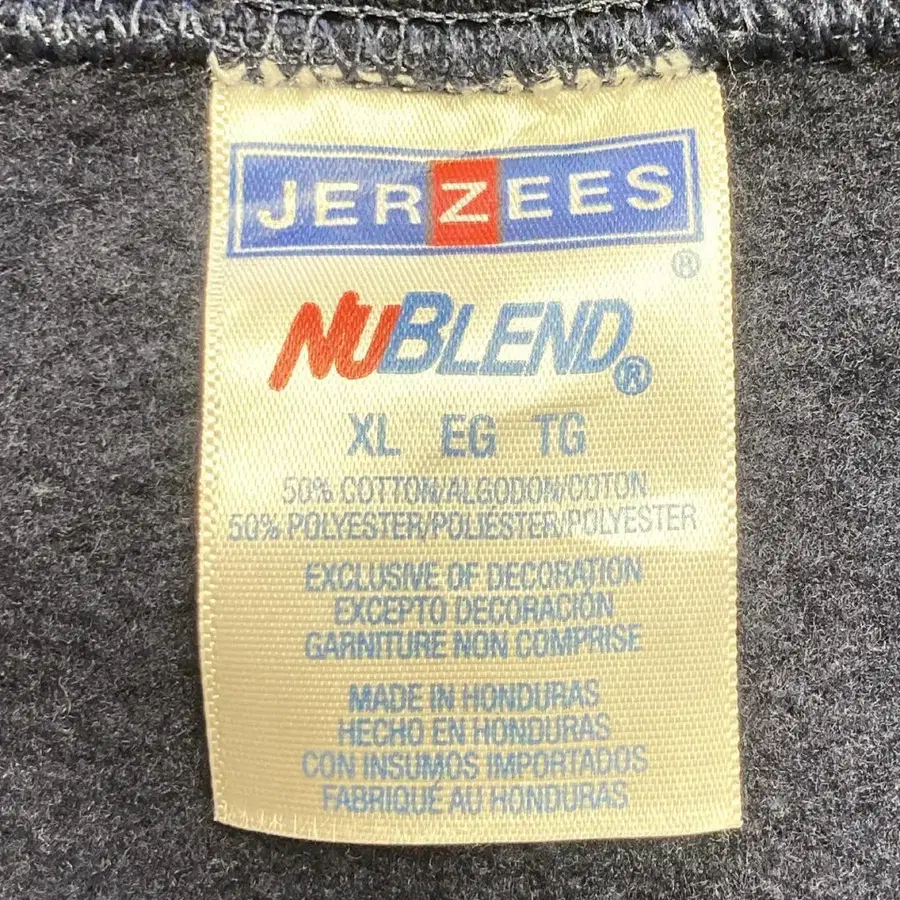 JERZEES
®
NUBLEND®
XL EG TG
50% COTTON/ALGODON/COTON
50% POLYESTER/POLIÉSTER/POLYESTER
EXCLUSIVE OF DECORATION
EXCEPTO DECORACIÓN
GARNITURE NON COMPRISE
MADE IN HONDURAS
HECHO EN HONDURAS
CON INSUMOS IMPORTADOS
FABRIQUÉ AU HONDURAS